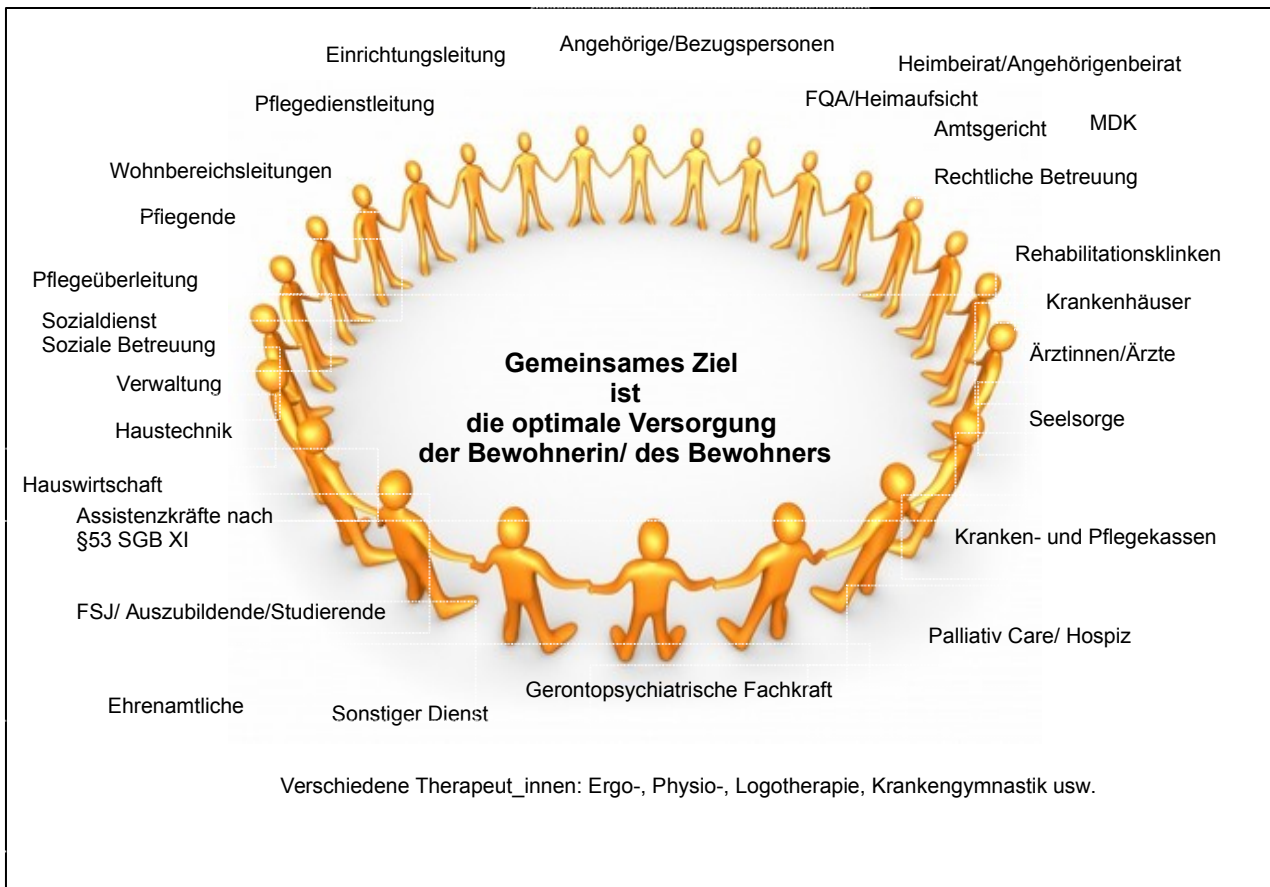 Angehörige/Bezugspersonen
Einrichtungsleitung
Heimbeirat/Angehörigenbeirat
Pflegedienstleitung
FQA/Heimaufsicht
Amtsgericht
MDK
Wohnbereichsleitungen
Rechtliche Betreuung
Pflegende
Rehabilitationsklinken
Pflegeüberleitung
Krankenhäuser
Sozialdienst
Soziale Betreuung
Ärztinnen/Ärzte
Gemeinsames Ziel
ist
die optimale Versorgung
der Bewohnerin/ des Bewohners
Verwaltung
Seelsorge
Haustechnik
Hauswirtschaft
Assistenzkräfte nach
§53 SGB XI
Kranken- und Pflegekassen
FSJ/ Auszubildende/Studierende
Palliativ Care/ Hospiz
Gerontopsychiatrische Fachkraft
Ehrenamtliche
Sonstiger Dienst
Verschiedene Therapeut_innen: Ergo-, Physio-, Logotherapie, Krankengymnastik usw.